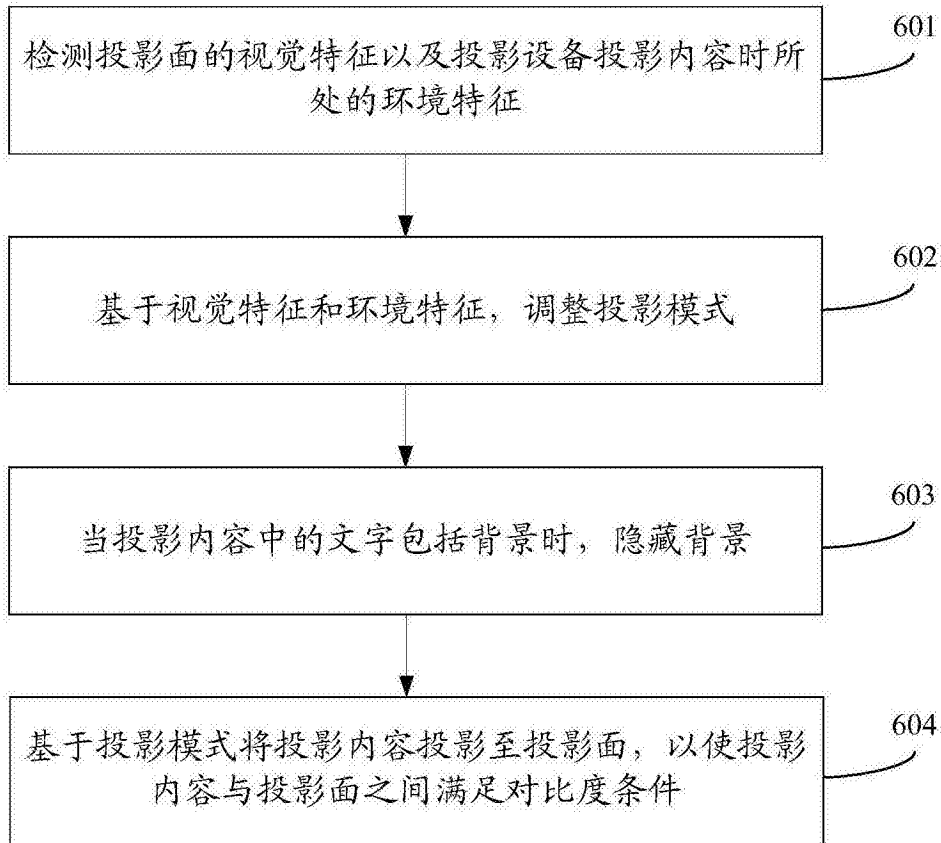 检测投影面的视觉特征以及投影设备投影内容时所
处的环境特征
601
基于视觉特征和环境特征，调整投影模式
602
当投影内容中的文字包括背景时，隐藏背景
603
基于投影模式将投影内容投影至投影面，以使投影
内容与投影面之间满足对比度条件
604